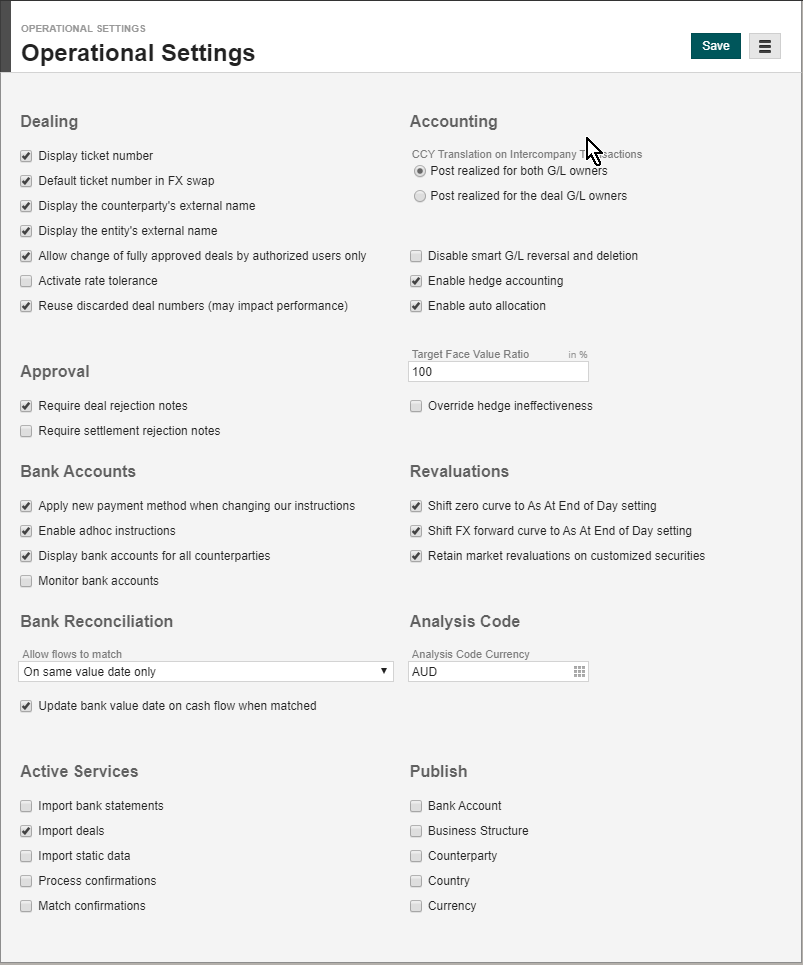 OPERATIONAL SETTINGS
Operational Settings
Save
Dealing
Display ticket number
Default ticket number in FX swap
Display the counterparty's external name
Display the entity's external name
Allow change of fully approved deals by authorized users only
Activate rate tolerance
Reuse discarded deal numbers (may impact performance)
Accounting
CCY Translation on Intercompany Transactions
Post realized for both G/L owners
Post realized for the deal G/L owners
Disable smart G/L reversal and deletion
Enable hedge accounting
Enable auto allocation
Target Face Value Ratio in %
100
Override hedge ineffectiveness
Approval
Require deal rejection notes
Require settlement rejection notes
Bank Accounts
Apply new payment method when changing our instructions
Enable adhoc instructions
Display bank accounts for all counterparties
Monitor bank accounts
Revaluations
Shift zero curve to As At End of Day setting
Shift FX forward curve to As At End of Day setting
Retain market revaluations on customized securities
Bank Reconciliation
Allow flows to match
On same value date only
Update bank value date on cash flow when matched
Analysis Code
Analysis Code Currency
AUD
Active Services
Import bank statements
Import deals
Import static data
Process confirmations
Match confirmations
Publish
Bank Account
Business Structure
Counterparty
Country
Currency